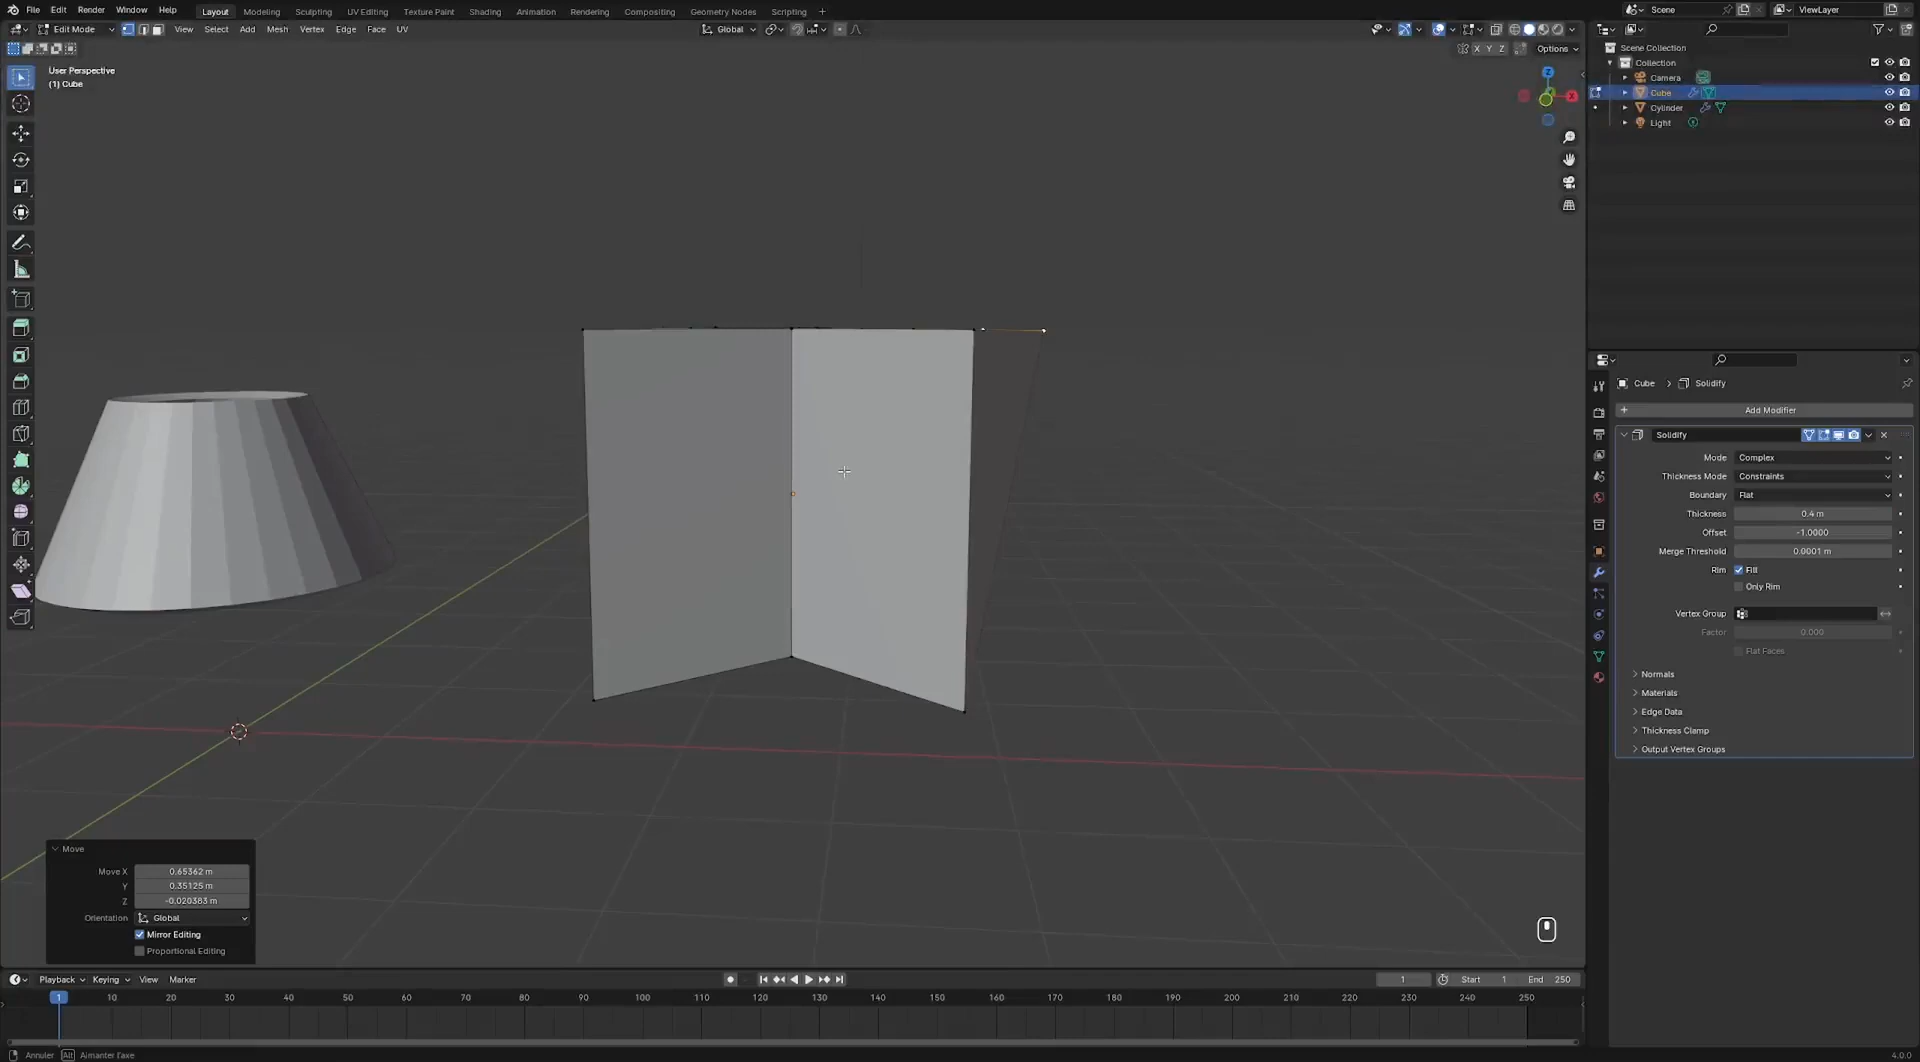 File Edit Render Window Help Layout Modeling Sculpting UV Editing Texture Paint Shading Animation Rendering Compositing Geometry Nodes Scripting + Scene ViewLayer
Edit Mode View Select Add Mesh Vertex Edge Face UV Global
X Y Z Options
User Perspective
(1) Cube
Z
X
Scene Collection
Collection
Camera
Cube
Cylinder
Light
Cube > Solidify
+ Add Modifier
Solidify
Mode Complex
Thickness Mode Constraints
Boundary Flat
Thickness 0.4 m
Offset -1.0000
Merge Threshold 0.0001 m
Rim Fill
Only Rim
Vertex Group
Factor 0.000
Flat Faces
Normals
Materials
Edge Data
Thickness Clamp
Output Vertex Groups
Move
Move X 0.65362 m
Y 0.35125 m
Z -0.020383 m
Orientation Global
Mirror Editing
Proportional Editing
Playback Keying View Marker 1 Start 1 End 250
1 10 20 30 40 50 60 70 80 90 100 110 120 130 140 150 160 170 180 190 200 210 220 230 240 250
Annuler Alt Aimanter l'axe 4.0.0